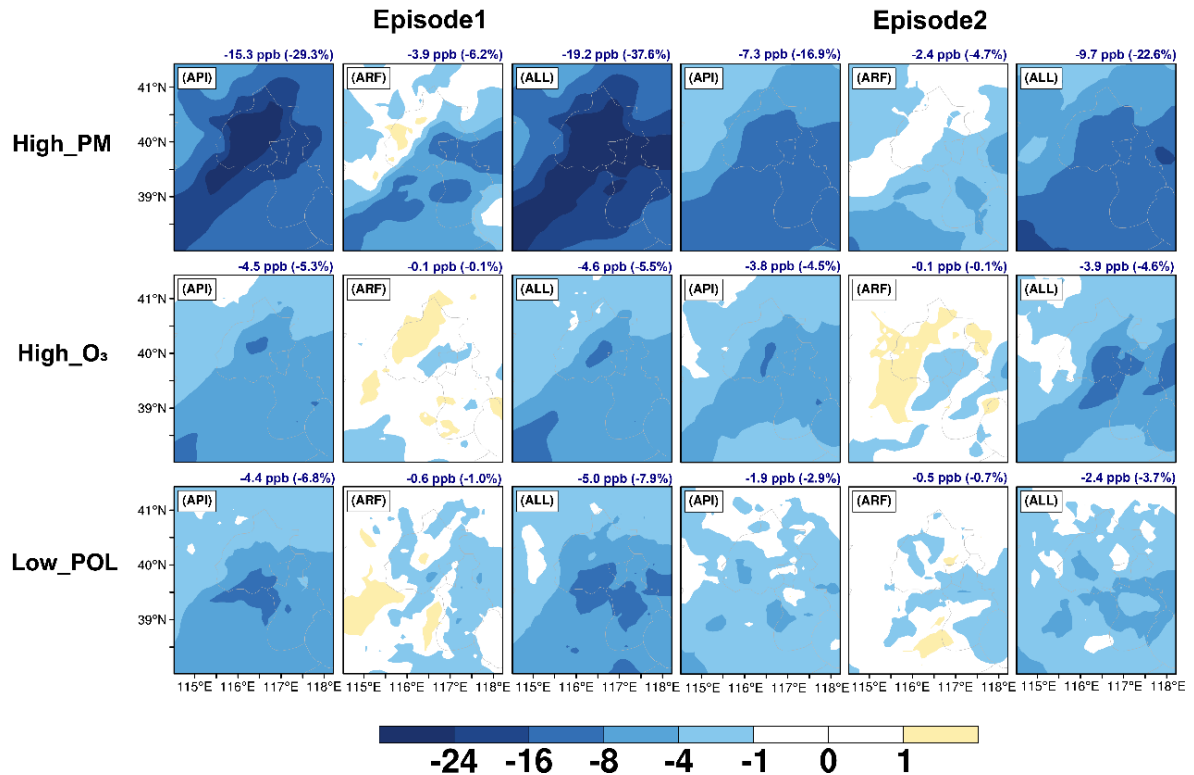 Episode1 Episode2
-15.3 ppb (-29.3%) -3.9 ppb (-6.2%) -19.2 ppb (-37.6%) -7.3 ppb (-16.9%) -2.4 ppb (-4.7%) -9.7 ppb (-22.6%)
(API) (ARF) (ALL) (API) (ARF) (ALL)
41°N
High_PM 40°N
39°N
-4.5 ppb (-5.3%) -0.1 ppb (-0.1%) -4.6 ppb (-5.5%) -3.8 ppb (-4.5%) -0.1 ppb (-0.1%) -3.9 ppb (-4.6%)
(API) (ARF) (ALL) (API) (ARF) (ALL)
41°N
High_O₃ 40°N
39°N
-4.4 ppb (-6.8%) -0.6 ppb (-1.0%) -5.0 ppb (-7.9%) -1.9 ppb (-2.9%) -0.5 ppb (-0.7%) -2.4 ppb (-3.7%)
(API) (ARF) (ALL) (API) (ARF) (ALL)
41°N
Low_POL 40°N
39°N
115°E 116°E 117°E 118°E 115°E 116°E 117°E 118°E 115°E 116°E 117°E 118°E 115°E 116°E 117°E 118°E 115°E 116°E 117°E 118°E 115°E 116°E 117°E 118°E
-24 -16 -8 -4 -1 0 1